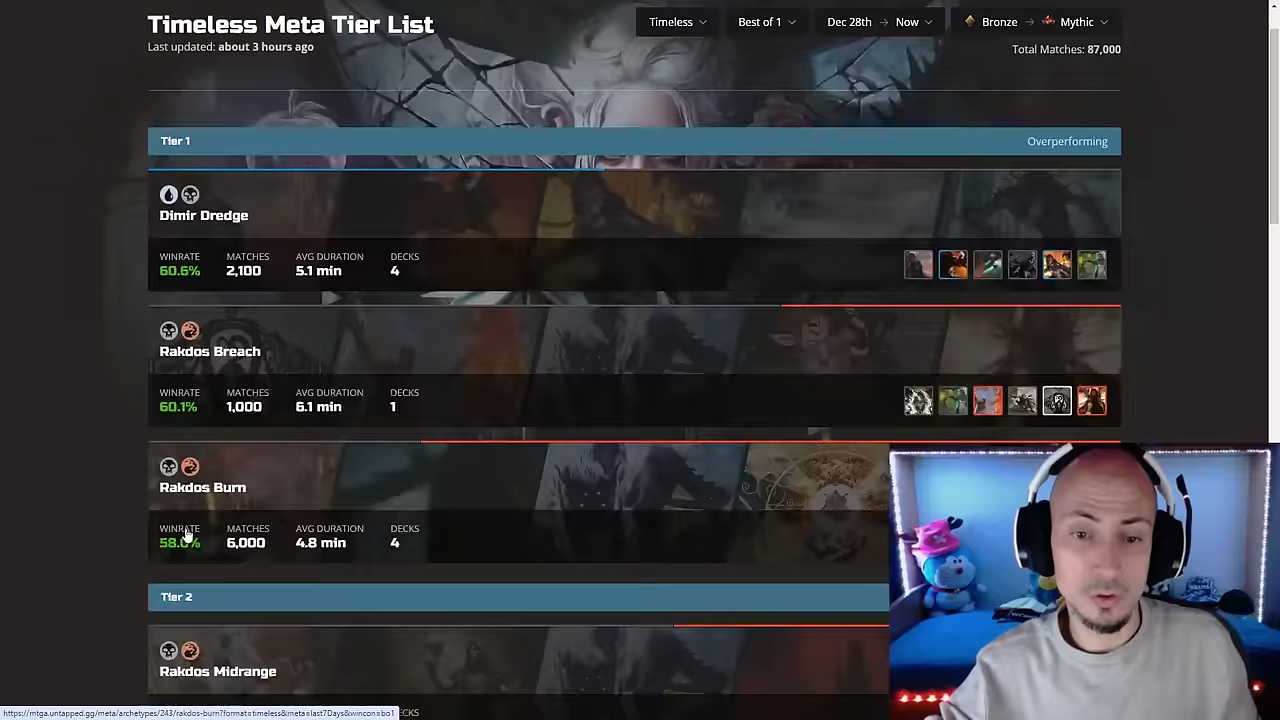 Timeless Meta Tier List
Last updated: about 3 hours ago
Timeless
Best of 1
Dec 28th → Now
Bronze → Mythic
Total Matches: 87,000
Tier 1
Overperforming
Dimir Dredge
WINRATE MATCHES AVG DURATION DECKS
60.6% 2,100 5.1 min 4
Rakdos Breach
WINRATE MATCHES AVG DURATION DECKS
60.1% 1,000 6.1 min 1
Rakdos Burn
WINRATE MATCHES AVG DURATION DECKS
6,000 4.8 min 4
Tier 2
Rakdos Midrange
https://mtga.untapped.gg/meta/archetypes/243/rakdos-burn?format=timeless&meta=last7Days&wincon=bo1